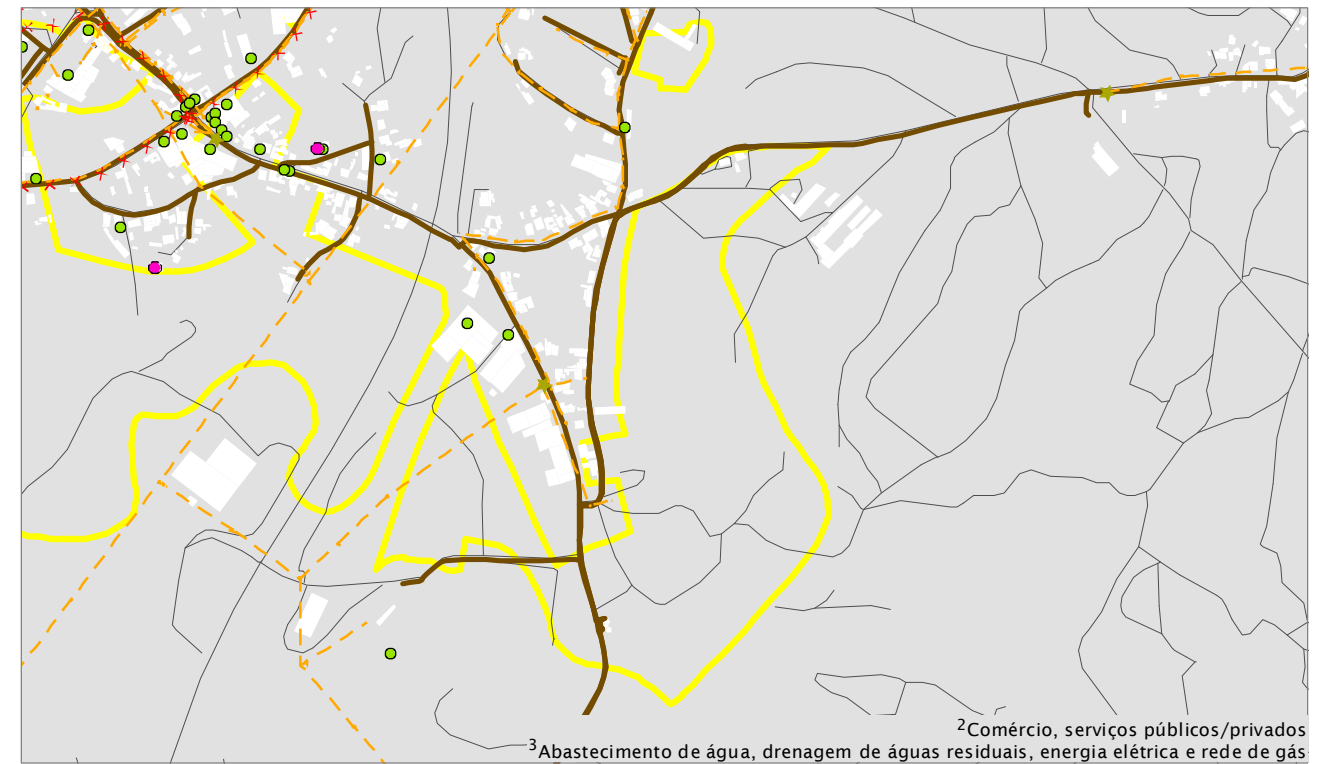 ²Comércio, serviços públicos/privados
³Abastecimento de água, drenagem de águas residuais, energia elétrica e rede de gás